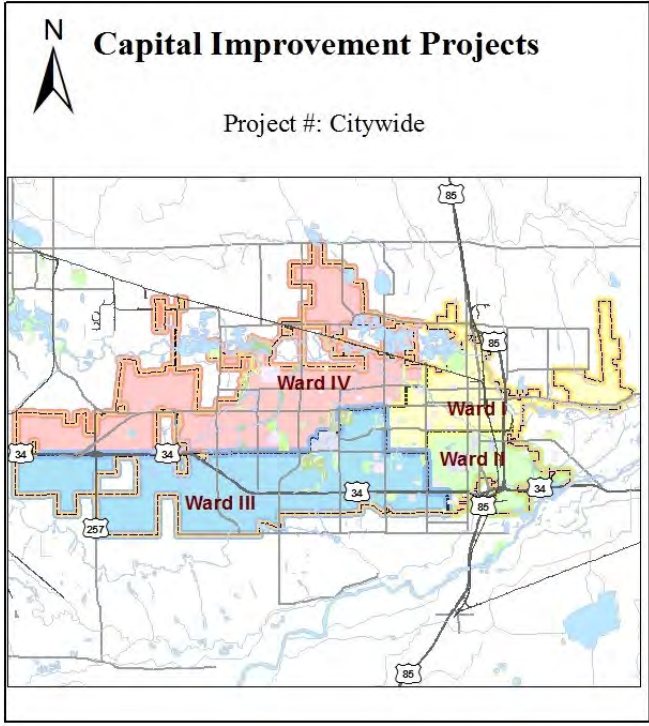 N
Capital Improvement Projects
Project #: Citywide
85
85
Ward IV
Ward I
Ward II
34
34
34
34
Ward III
85
257
85